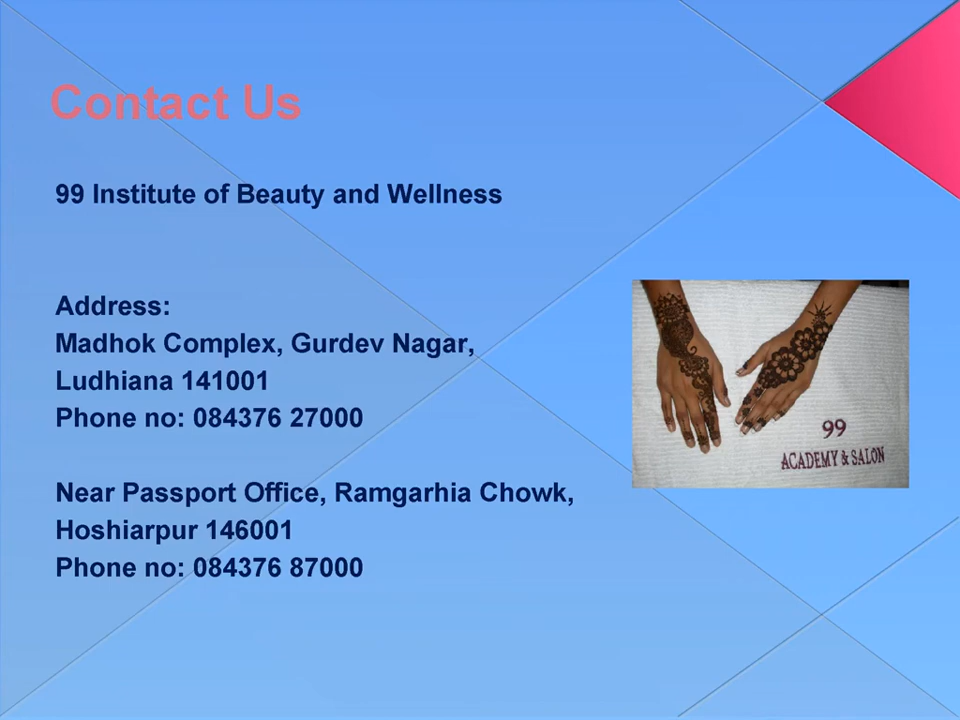 Contact Us
99 Institute of Beauty and Wellness
Address:
Madhok Complex, Gurdev Nagar,
Ludhiana 141001
Phone no: 084376 27000
Near Passport Office, Ramgarhia Chowk,
Hoshiarpur 146001
Phone no: 084376 87000
99
ACADEMY & SALON